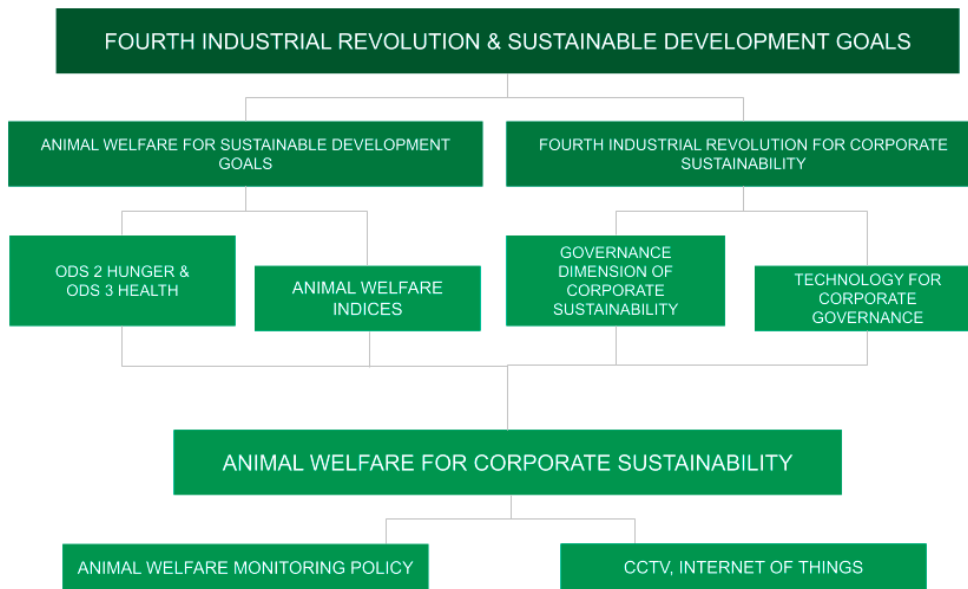 FOURTH INDUSTRIAL REVOLUTION & SUSTAINABLE DEVELOPMENT GOALS
ANIMAL WELFARE FOR SUSTAINABLE DEVELOPMENT
GOALS
FOURTH INDUSTRIAL REVOLUTION FOR CORPORATE
SUSTAINABILITY
ODS 2 HUNGER &
ODS 3 HEALTH
ANIMAL WELFARE
INDICES
GOVERNANCE
DIMENSION OF
CORPORATE
SUSTAINABILITY
TECHNOLOGY FOR
CORPORATE
GOVERNANCE
ANIMAL WELFARE FOR CORPORATE SUSTAINABILITY
ANIMAL WELFARE MONITORING POLICY
CCTV, INTERNET OF THINGS